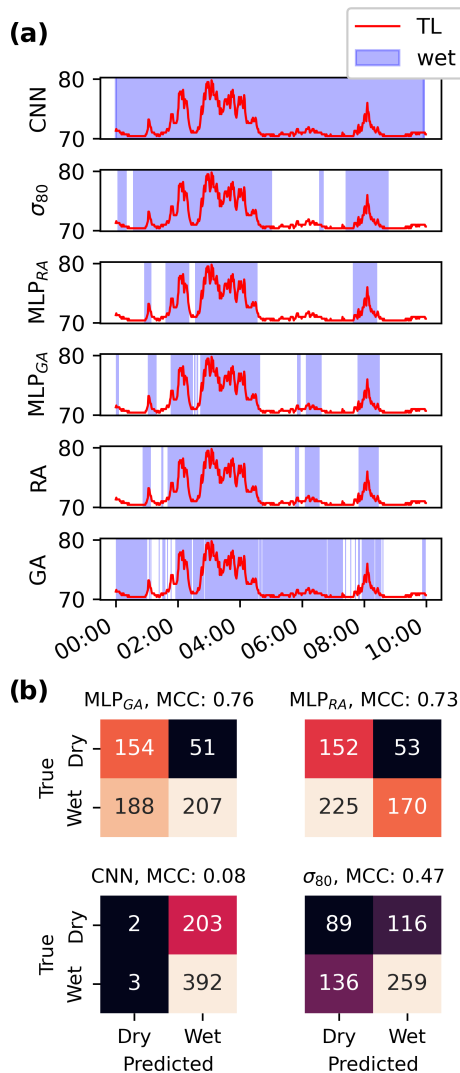 (a)
TL
wet
80
70
CNN
80
70
σ80
80
70
MLPRA
80
70
MLPGA
80
70
RA
80
70
GA
00:00 02:00 04:00 06:00 08:00 10:00
(b)
MLPGA, MCC: 0.76
MLPRA, MCC: 0.73
True
Dry
Wet
154 51
188 207
152 53
225 170
CNN, MCC: 0.08
σ80, MCC: 0.47
True
Dry
Wet
2 203
3 392
89 116
136 259
Dry Wet
Predicted
Dry Wet
Predicted